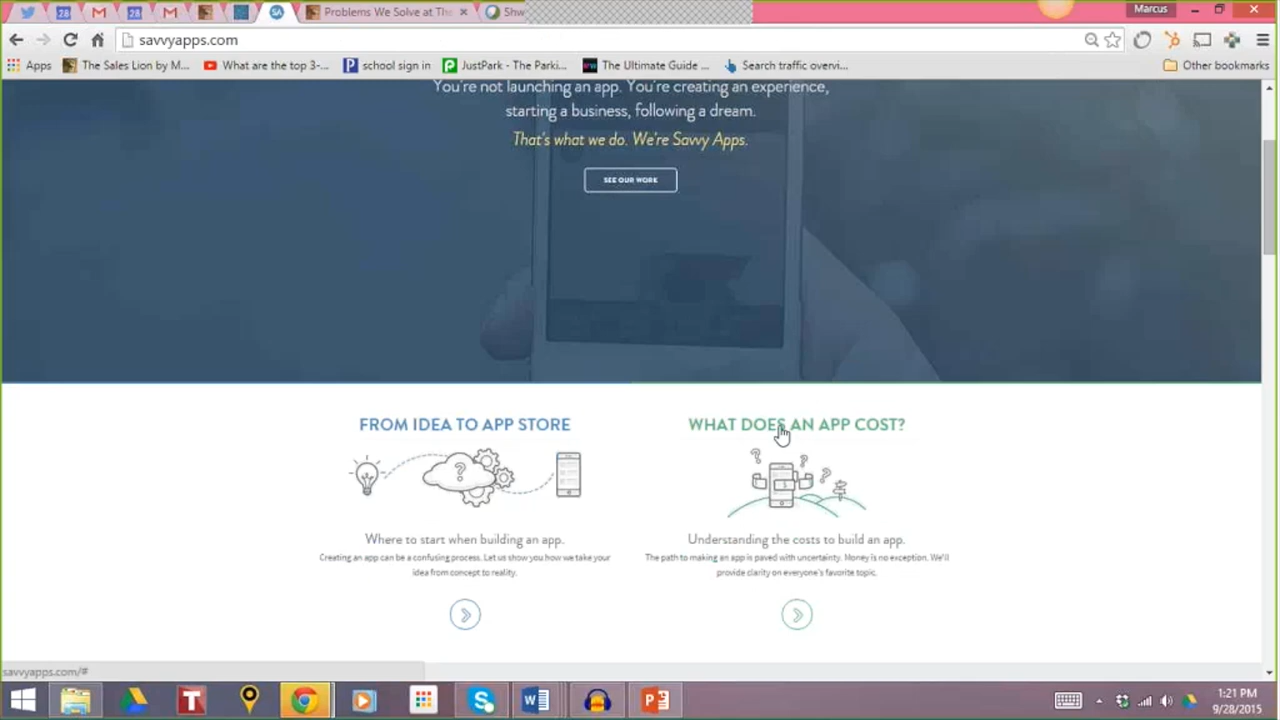 28
28
SA
Problems We Solve at The
Shw
Marcus
savvyapps.com
Apps
The Sales Lion by M...
What are the top 3-...
school sign in
JustPark - The Parki...
The Ultimate Guide ...
Search traffic overvi...
Other bookmarks
You're not launching an app. You're creating an experience,
starting a business, following a dream.
That's what we do. We're Savvy Apps.
SEE OUR WORK
FROM IDEA TO APP STORE
WHAT DOES AN APP COST?
Where to start when building an app.
Creating an app can be a confusing process. Let us show you how we take your
idea from concept to reality.
Understanding the costs to build an app.
The path to making an app is paved with uncertainty. Money is no exception. We'll
provide clarity on everyone's favorite topic.
savvyapps.com/#
1:21 PM
9/28/2015